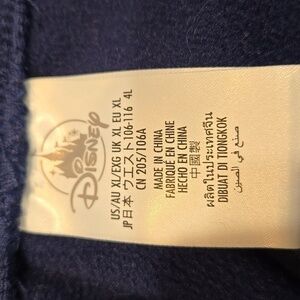 Disney
US/AU XL/EXG UK XL EU XL
JP日本 ウエスト106-116 4L
CN 205/106A
MADE IN CHINA
FABRIQUÉ EN CHINE
HECHO EN CHINA
中國製
ผลิตในประเทศจีน
DIBUAT DI TIONGKOK
صنع في الصين